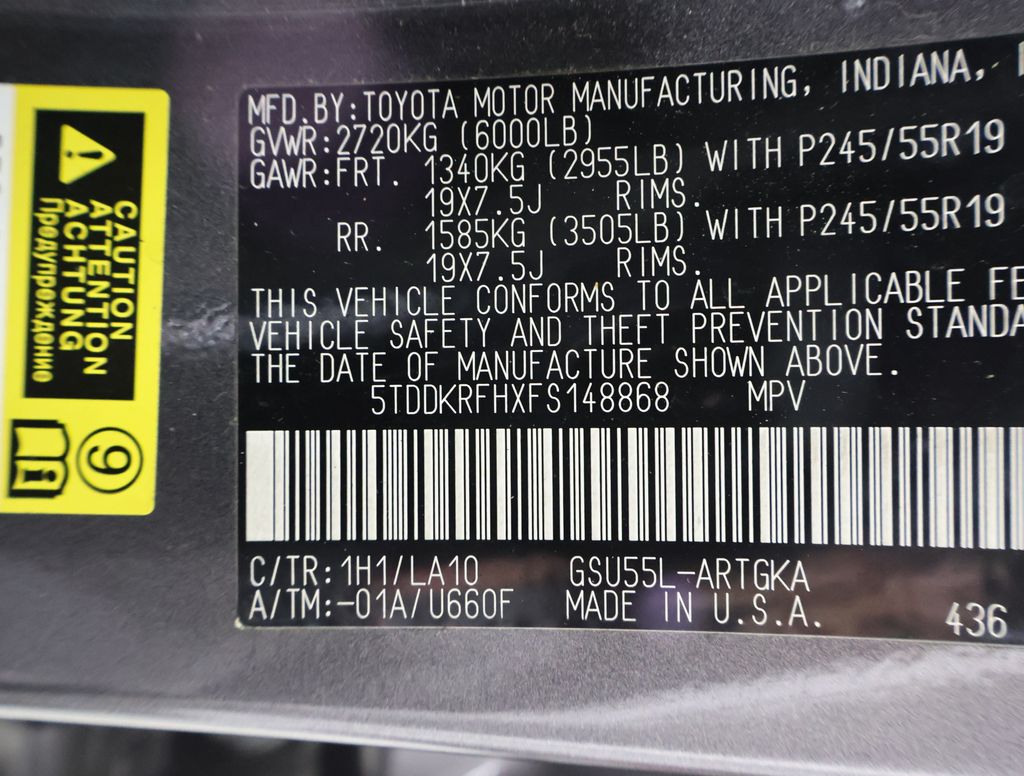 MFD.BY:TOYOTA MOTOR MANUFACTURING, INDIANA,
GVWR:2720KG (6000LB)
GAWR:FRT. 1340KG (2955LB) WITH P245/55R19
19X7.5J RIMS.
RR. 1585KG (3505LB) WITH P245/55R19
19X7.5J RIMS.
THIS VEHICLE CONFORMS TO ALL APPLICABLE FE
VEHICLE SAFETY AND THEFT PREVENTION STANDA
THE DATE OF MANUFACTURE SHOWN ABOVE.
5TDDKRFHXFS148868 MPV
C/TR:1H1/LA10 GSU55L-ARTGKA
A/TM:-01A/U660F MADE IN U.S.A.
436
CAUTION
ATTENTION
ACHTUNG
Предупреждение
9